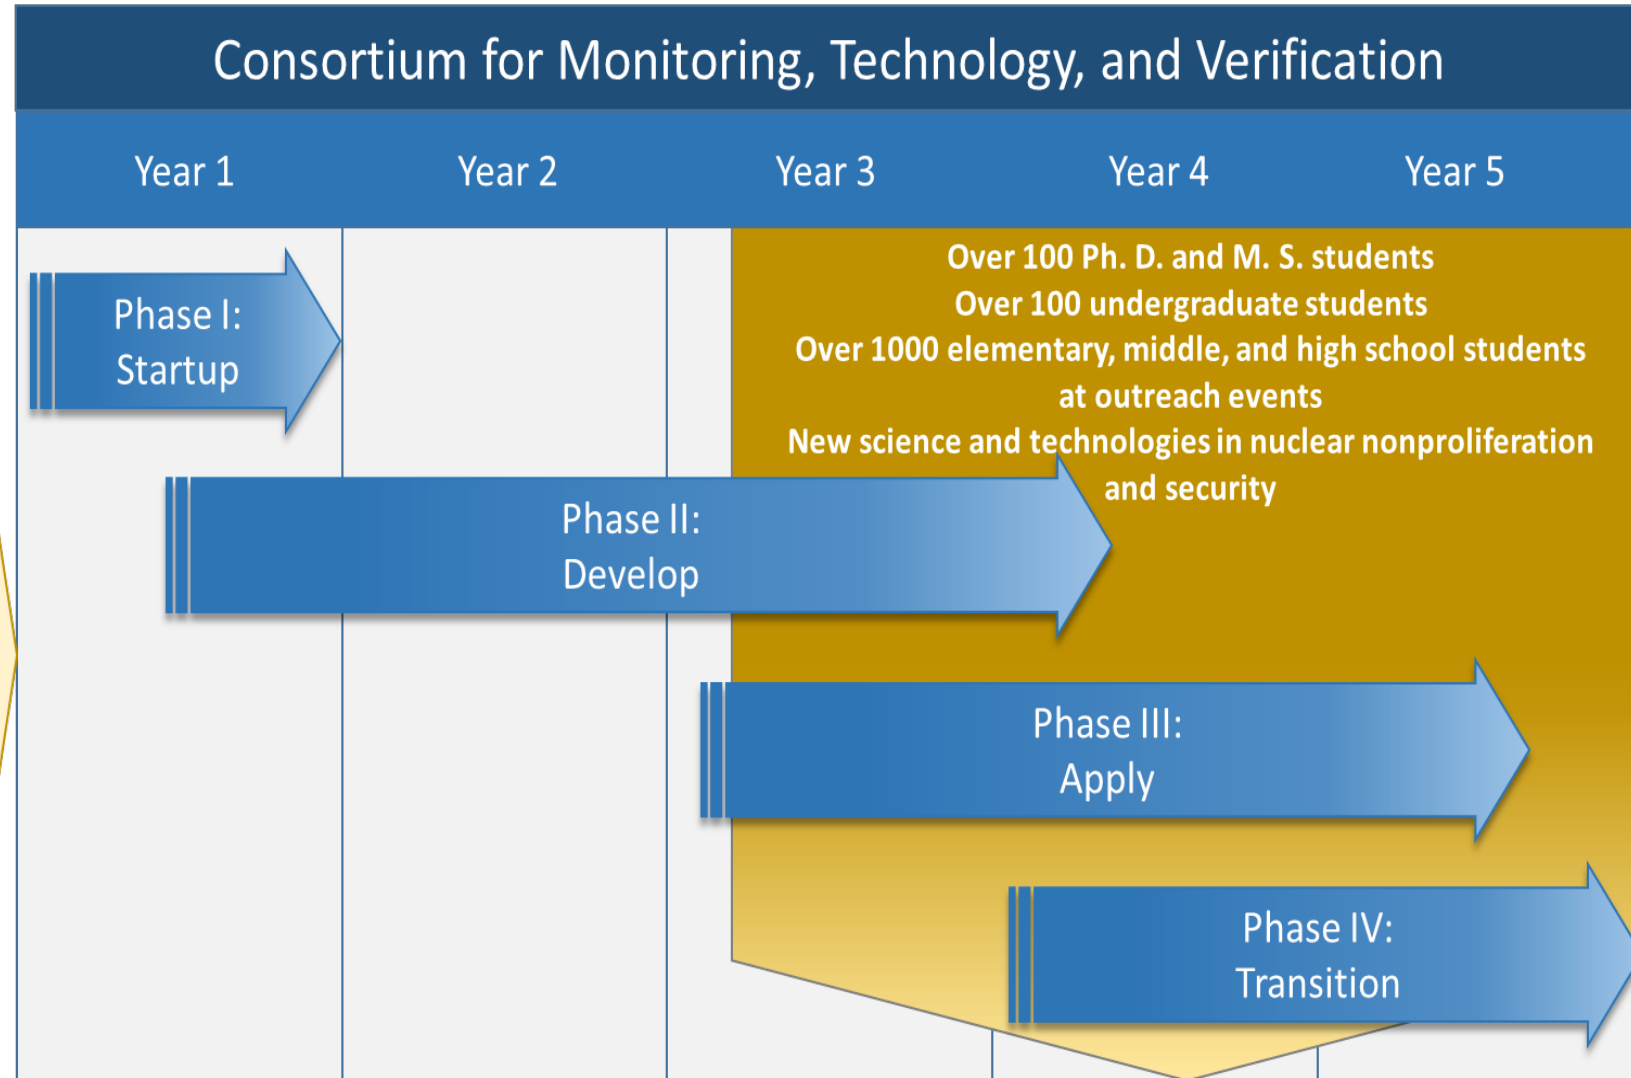 Consortium for Monitoring, Technology, and Verification
Year 1
Year 2
Year 3
Year 4
Year 5
Over 100 Ph. D. and M. S. students
Over 100 undergraduate students
Over 1000 elementary, middle, and high school students
at outreach events
New science and technologies in nuclear nonproliferation
and security
Phase I:
Startup
Phase II:
Develop
Phase III:
Apply
Phase IV:
Transition